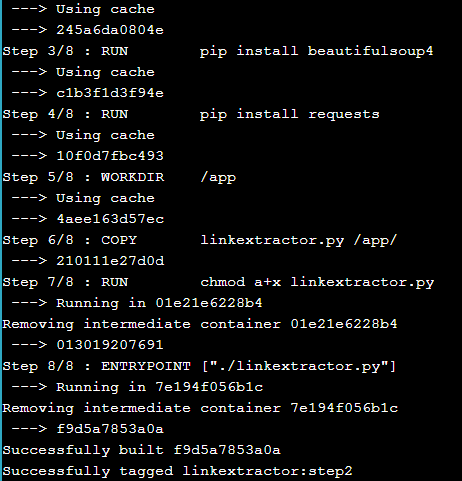 ---> Using cache
---> 245a6da0804e
Step 3/8 : RUN         pip install beautifulsoup4
---> Using cache
---> c1b3f1d3f94e
Step 4/8 : RUN         pip install requests
---> Using cache
---> 10f0d7fbc493
Step 5/8 : WORKDIR     /app
---> Using cache
---> 4aee163d57ec
Step 6/8 : COPY        linkextractor.py /app/
---> 210111e27d0d
Step 7/8 : RUN         chmod a+x linkextractor.py
---> Running in 01e21e6228b4
Removing intermediate container 01e21e6228b4
---> 013019207691
Step 8/8 : ENTRYPOINT ["./linkextractor.py"]
---> Running in 7e194f056b1c
Removing intermediate container 7e194f056b1c
---> f9d5a7853a0a
Successfully built f9d5a7853a0a
Successfully tagged linkextractor:step2